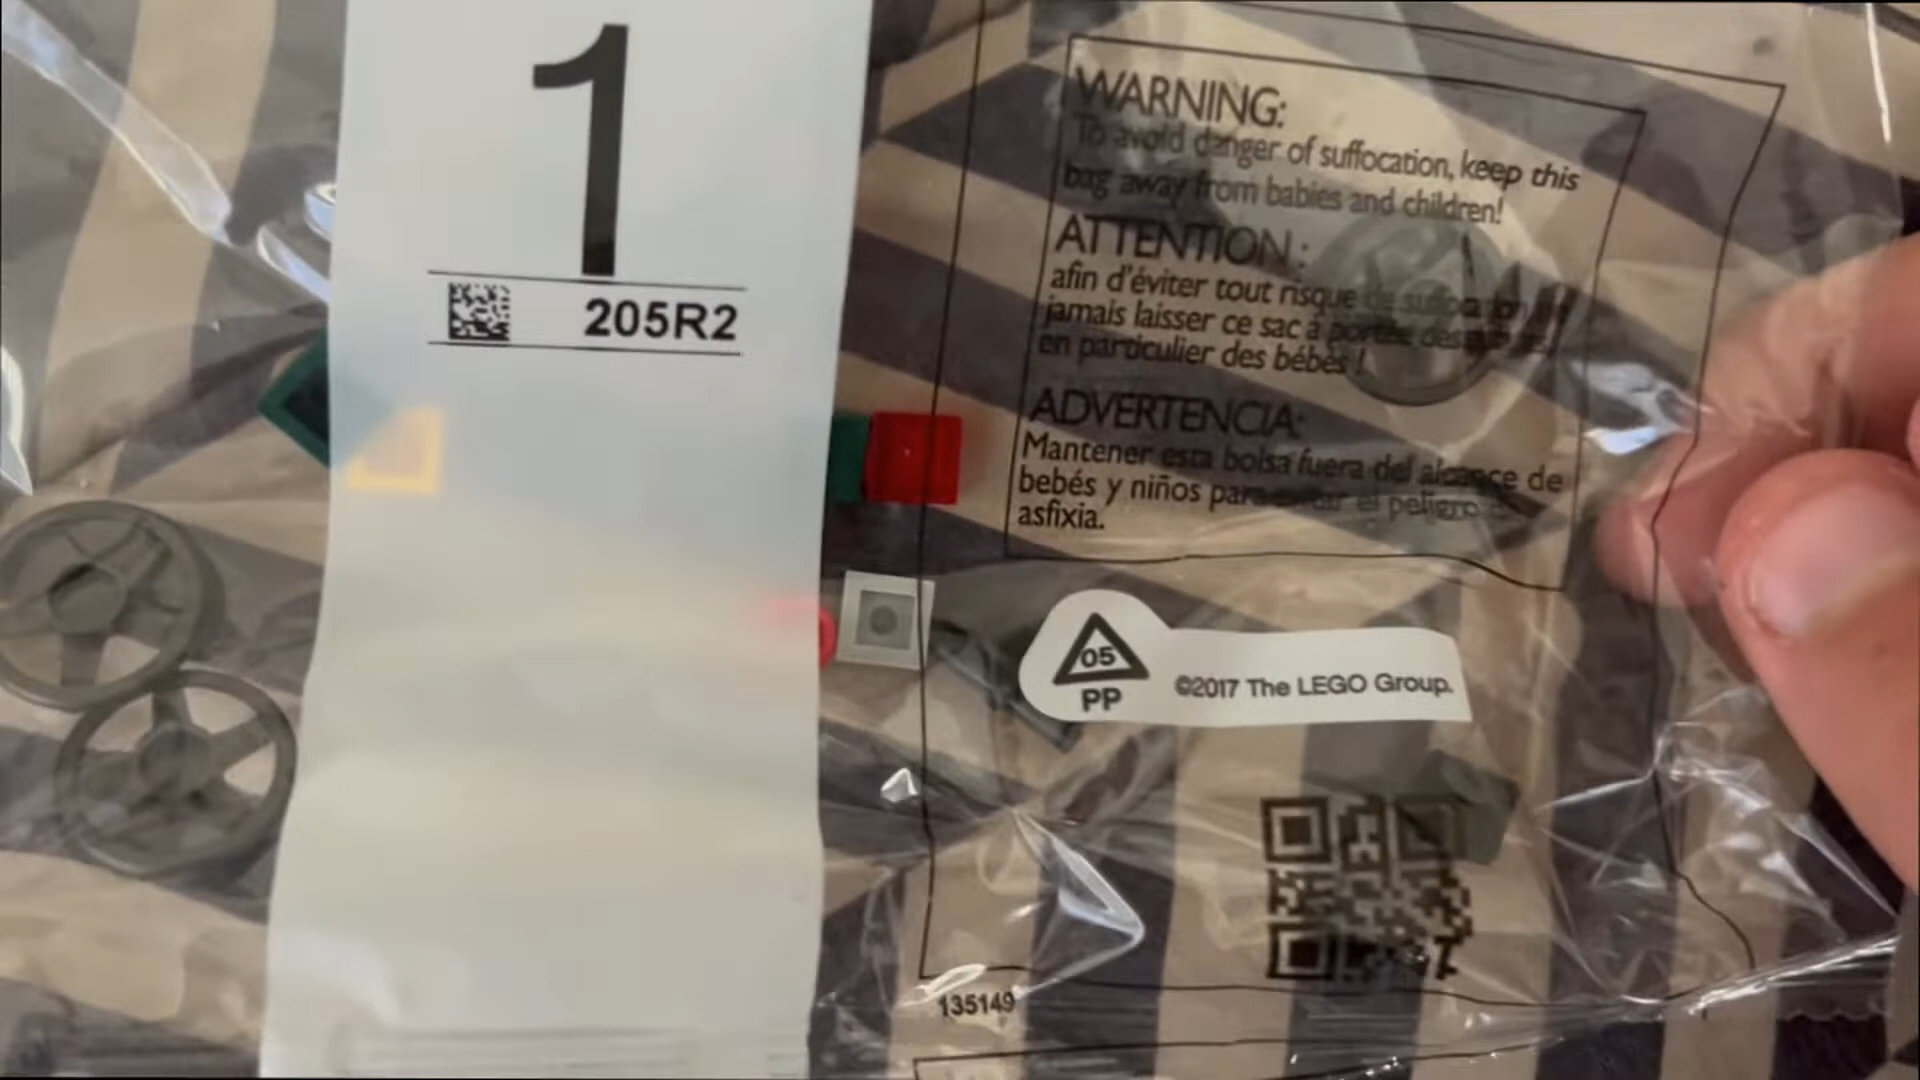 1
205R2
WARNING:
To avoid danger of suffocation, keep this
bag away from babies and children!
ATTENTION :
afin d'éviter tout risque de suffocation
jamais laisser ce sac à portée des
en particulier des bébés !
ADVERTENCIA:
Mantener esta bolsa fuera del alcance de
bebés y niños para evitar el peligro
asfixia.
05
PP
©2017 The LEGO Group.
135149